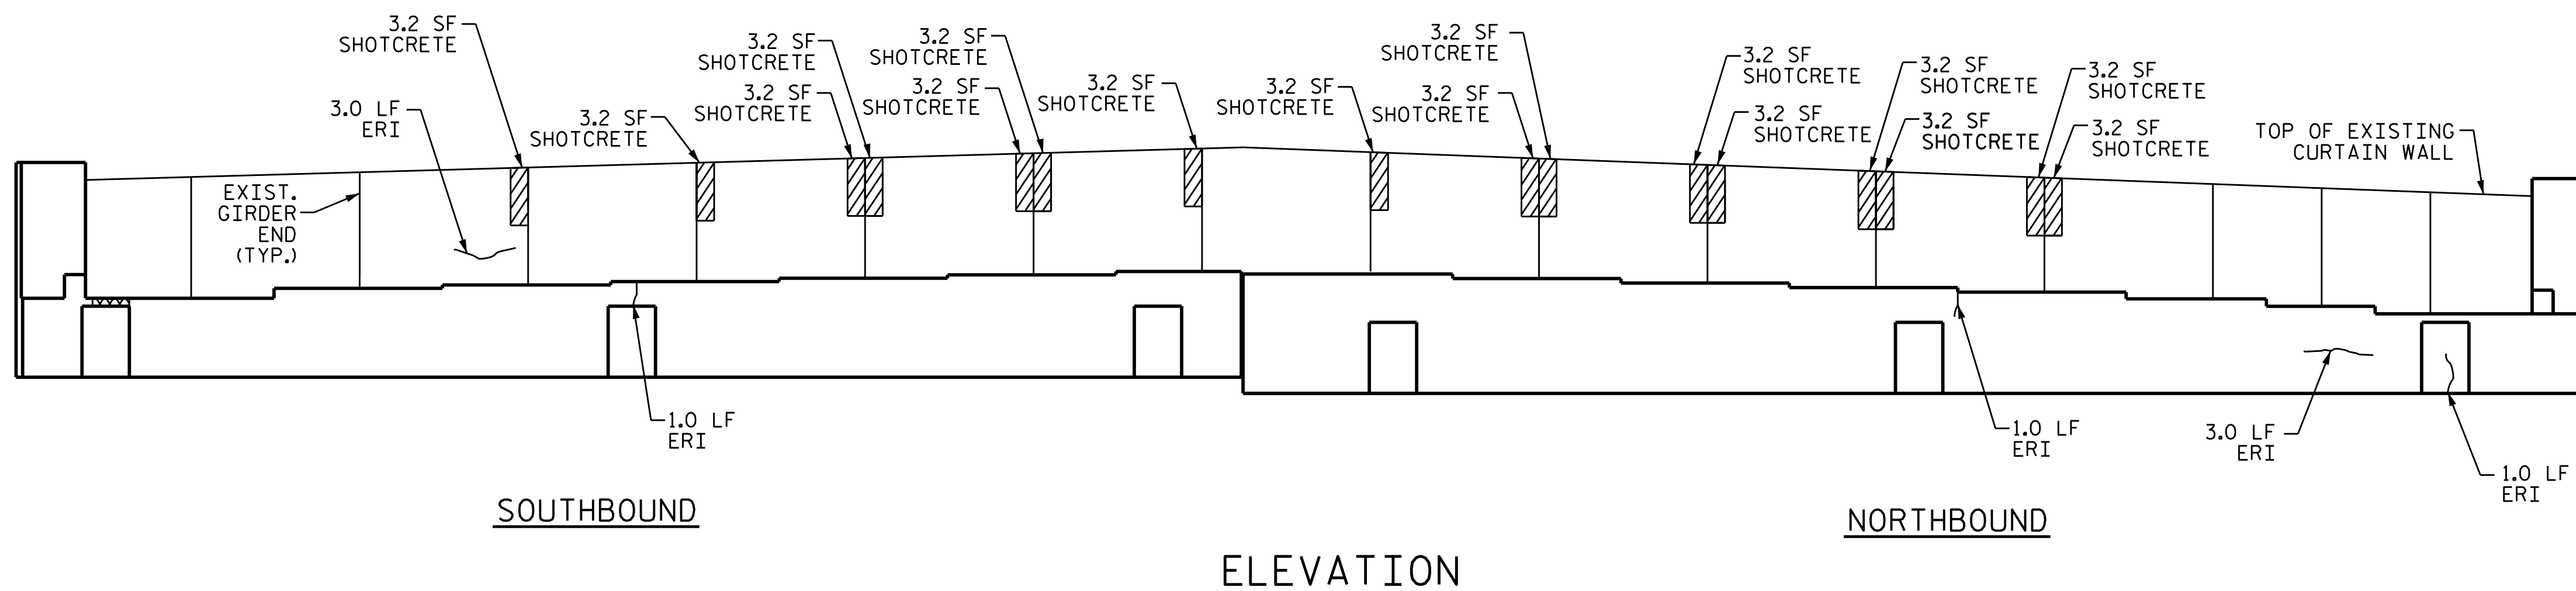 3.2 SF
SHOTCRETE
3.0 LF
ERI
EXIST.
GIRDER
END
(TYP.)
3.2 SF
SHOTCRETE
3.2 SF
SHOTCRETE
3.2 SF
SHOTCRETE
3.2 SF
SHOTCRETE
3.2 SF
SHOTCRETE
3.2 SF
SHOTCRETE
3.2 SF
SHOTCRETE
3.2 SF
SHOTCRETE
3.2 SF
SHOTCRETE
3.2 SF
SHOTCRETE
3.2 SF
SHOTCRETE
3.2 SF
SHOTCRETE
3.2 SF
SHOTCRETE
3.2 SF
SHOTCRETE
3.2 SF
SHOTCRETE
TOP OF EXISTING
CURTAIN WALL
1.0 LF
ERI
1.0 LF
ERI
3.0 LF
ERI
1.0 LF
ERI
SOUTHBOUND
NORTHBOUND
ELEVATION